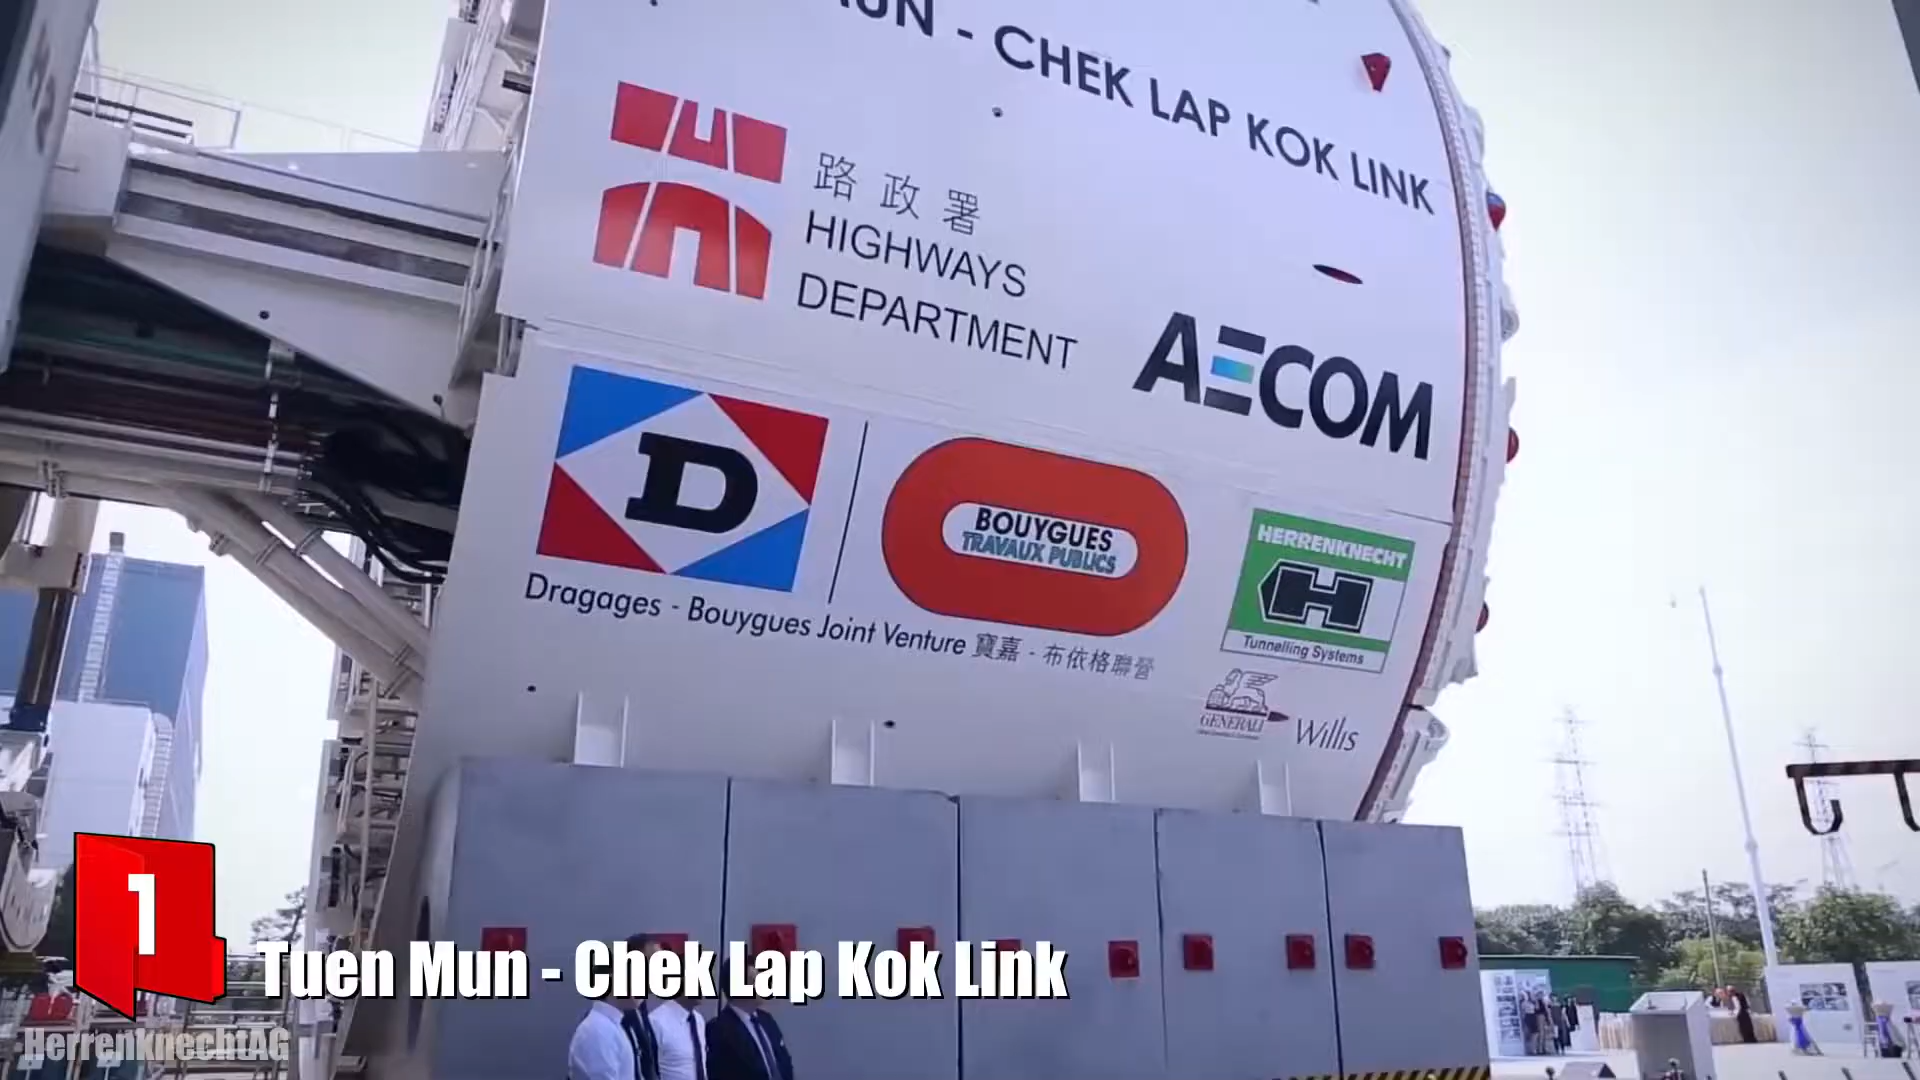 UN - CHEK LAP KOK LINK
路政署
HIGHWAYS
DEPARTMENT
AECOM
D
BOUYGUES
TRAVAUX PUBLICS
HERRENKNECHT
H
Tunnelling Systems
Dragages - Bouygues Joint Venture 寶嘉 - 布依格聯營
GENERALI
Willis
1
Tuen Mun - Chek Lap Kok Link
HerrenknechtAG